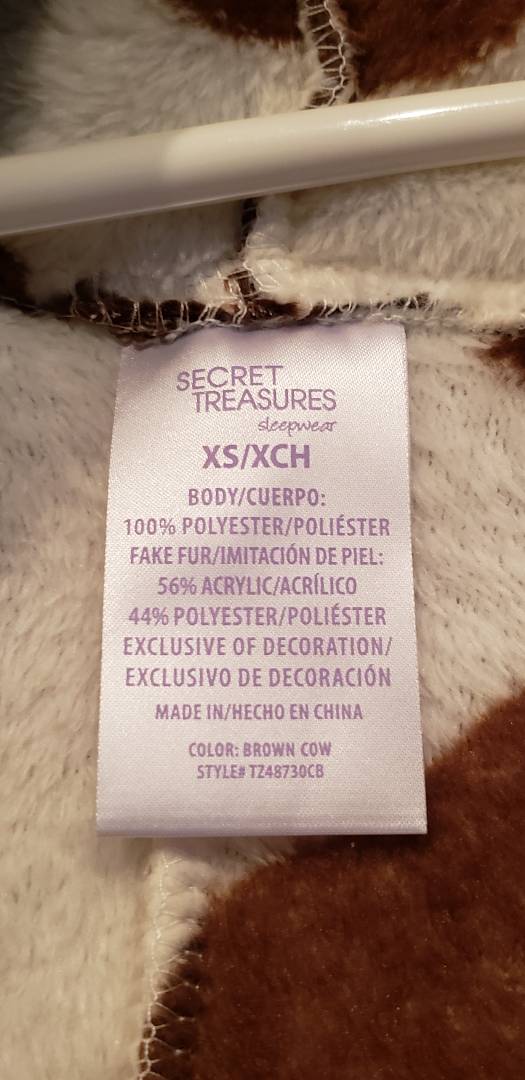 SECRET
TREASURES
sleepwear
XS/XCH
BODY/CUERPO:
100% POLYESTER/POLIÉSTER
FAKE FUR/IMITACIÓN DE PIEL:
56% ACRYLIC/ACRÍLICO
44% POLYESTER/POLIÉSTER
EXCLUSIVE OF DECORATION/
EXCLUSIVO DE DECORACIÓN
MADE IN/HECHO EN CHINA
COLOR: BROWN COW
STYLE# TZ48730CB